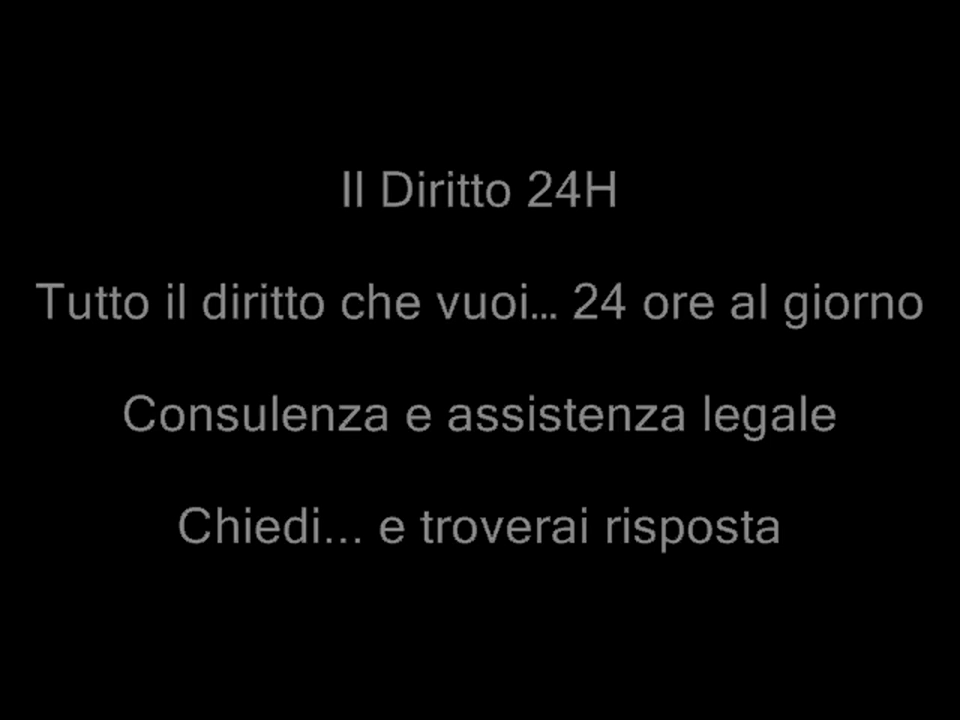 Il Diritto 24H
Tutto il diritto che vuoi… 24 ore al giorno
Consulenza e assistenza legale
Chiedi... e troverai risposta